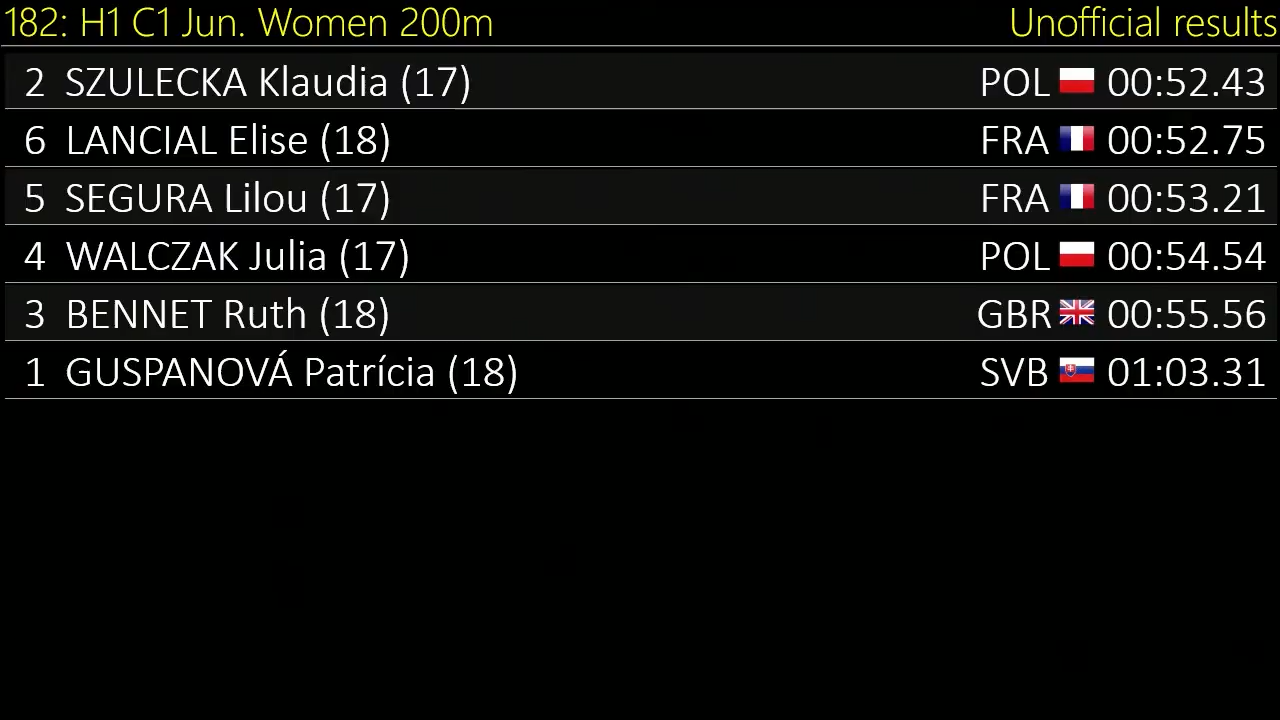 182: H1 C1 Jun. Women 200m Unofficial results
2 SZULECKA Klaudia (17) POL 00:52.43
6 LANCIAL Elise (18) FRA 00:52.75
5 SEGURA Lilou (17) FRA 00:53.21
4 WALCZAK Julia (17) POL 00:54.54
3 BENNET Ruth (18) GBR 00:55.56
1 GUSPANOVÁ Patrícia (18) SVB 01:03.31